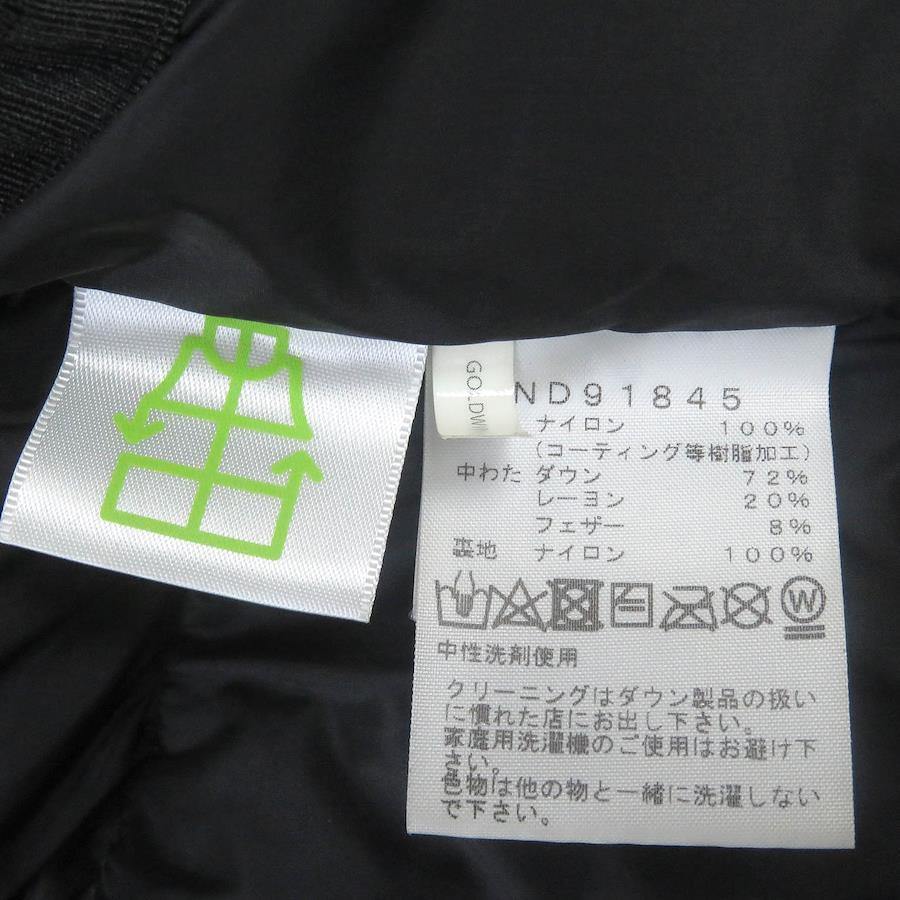 GOLDWI
ND91845
ナイロン 100%
(コーティング等樹脂加工)
中わた ダウン 72%
レーヨン 20%
フェザー 8%
裏地 ナイロン 100%
W
中性洗剤使用
クリーニングはダウン製品の扱い
に慣れた店にお出し下さい。
家庭用洗濯機のご使用はお避け下
さい。
色物は他の物と一緒に洗濯しない
で下さい。